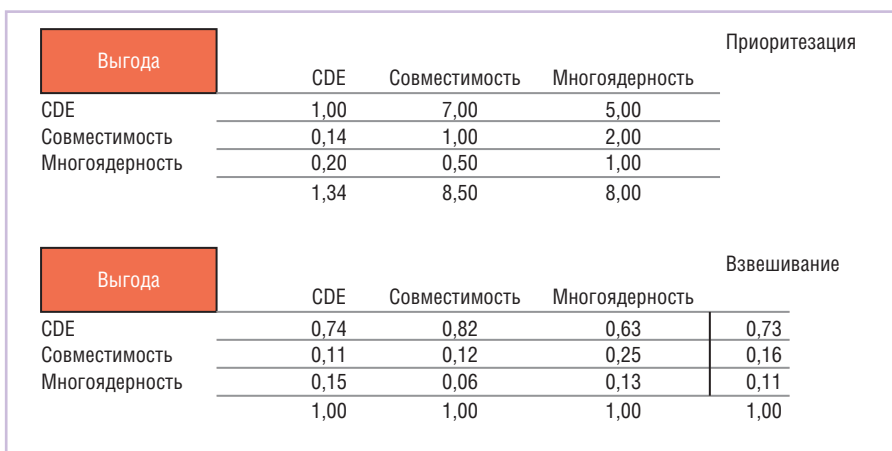 Приоритезация
Выгода
CDE Совместимость Многоядерность
CDE 1,00 7,00 5,00
Совместимость 0,14 1,00 2,00
Многоядерность 0,20 0,50 1,00
1,34 8,50 8,00
Взвешивание
Выгода
CDE Совместимость Многоядерность
CDE 0,74 0,82 0,63 0,73
Совместимость 0,11 0,12 0,25 0,16
Многоядерность 0,15 0,06 0,13 0,11
1,00 1,00 1,00 1,00